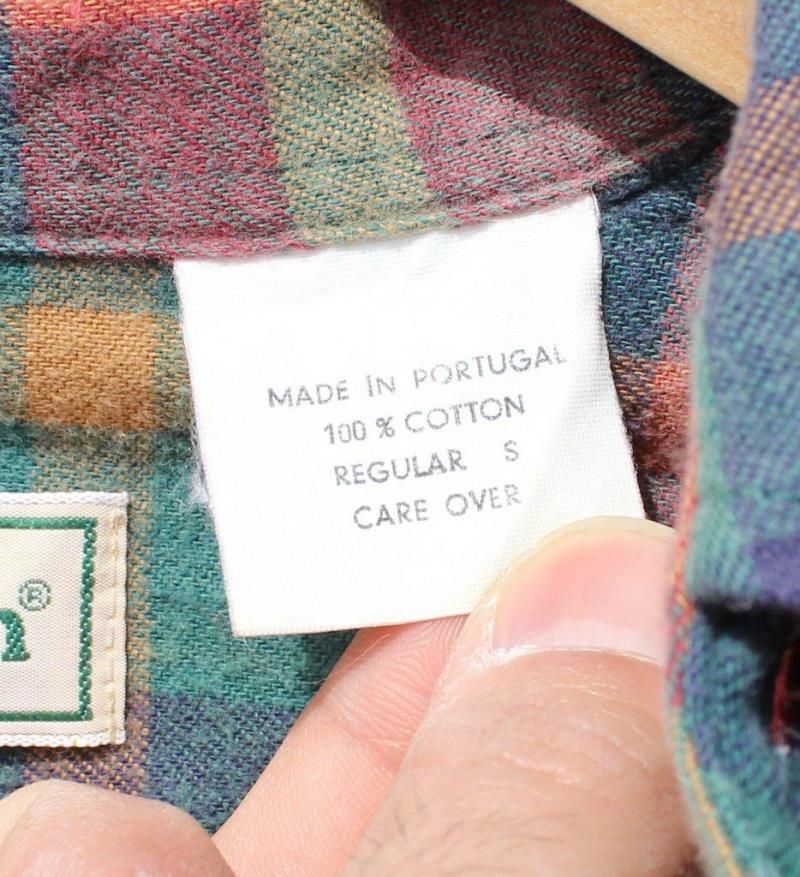 MADE IN PORTUGAL
100 % COTTON
REGULAR S
CARE OVER
n®